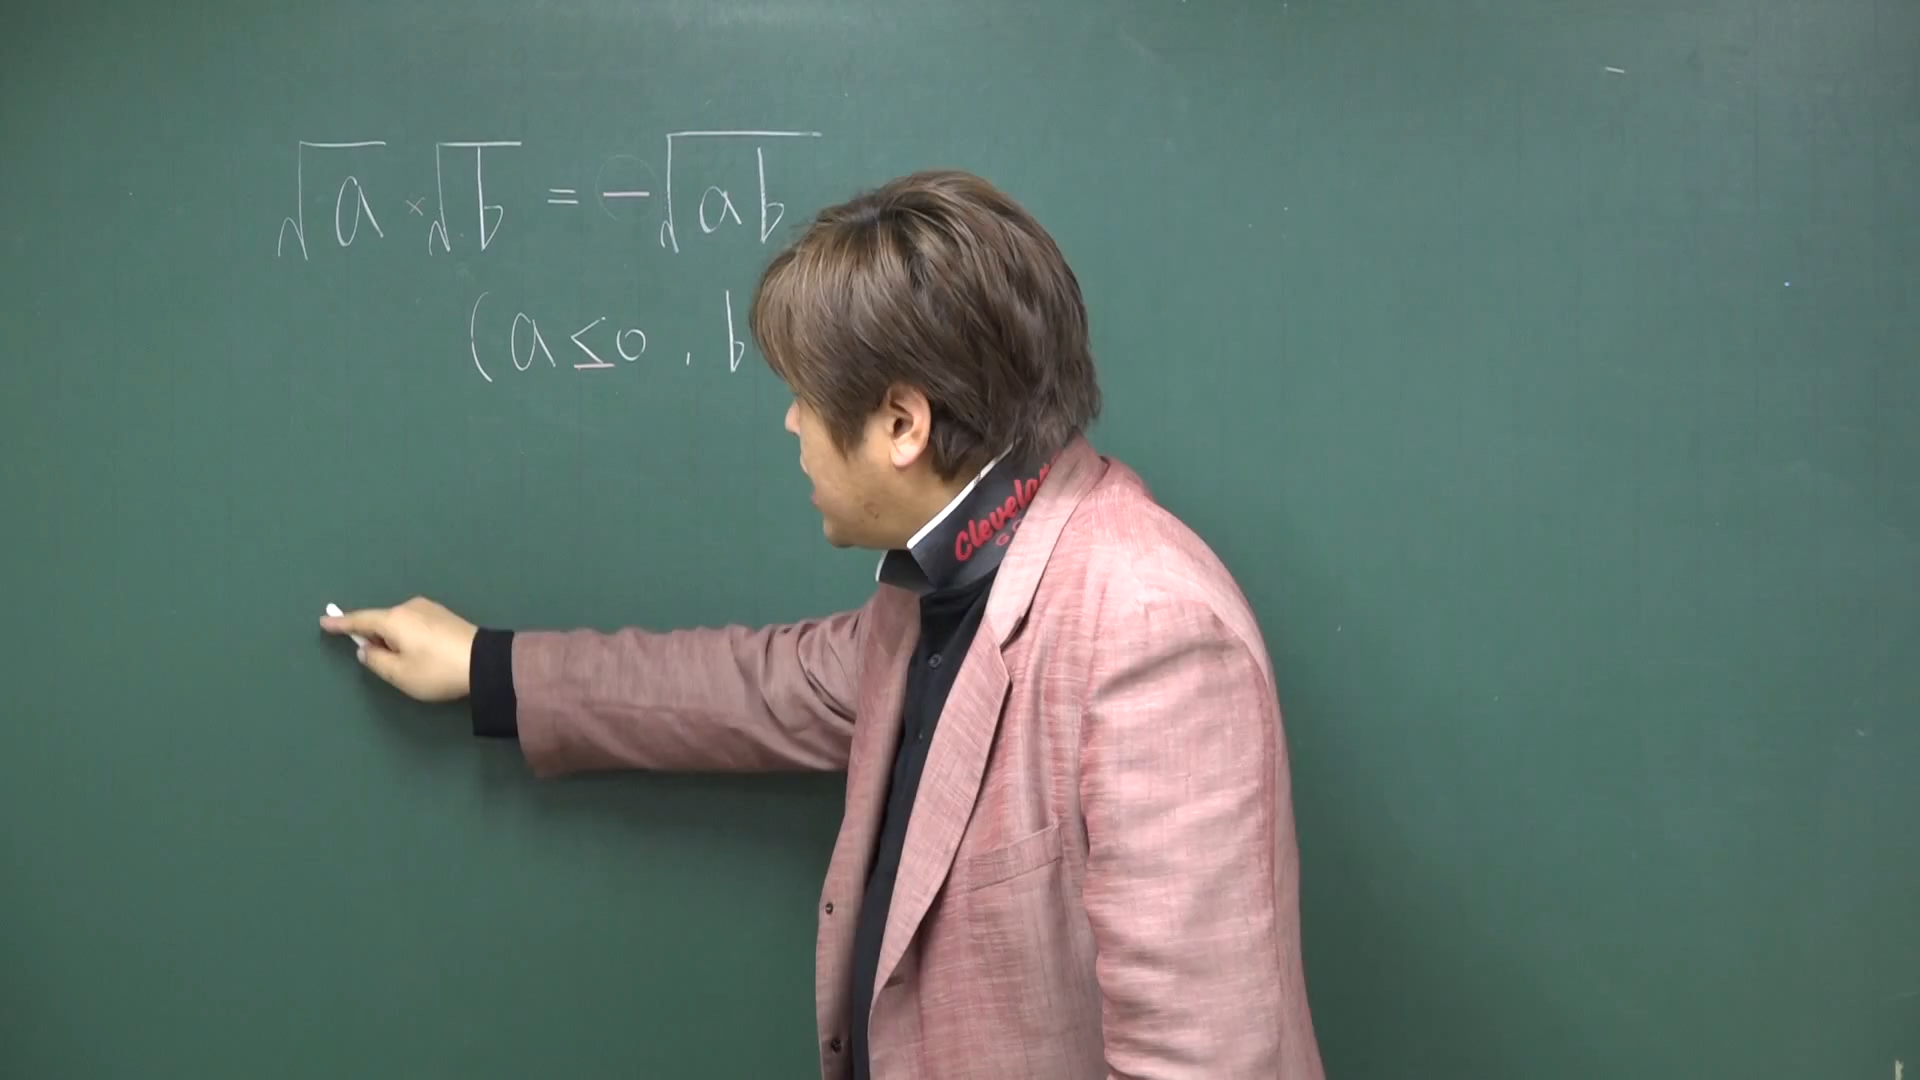 √a × √b = -√ab
(a ≤ 0 , b